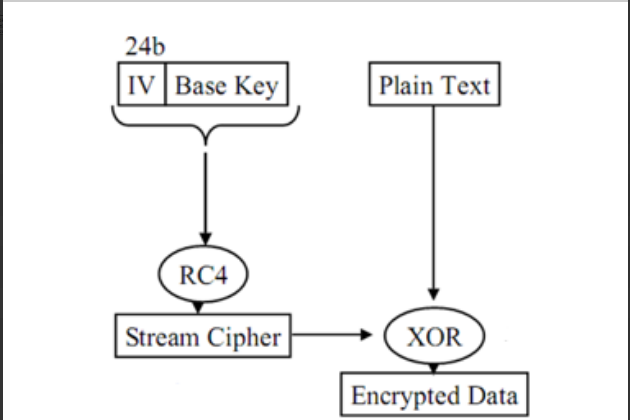 24b
IV Base Key
Plain Text
RC4
Stream Cipher
XOR
Encrypted Data